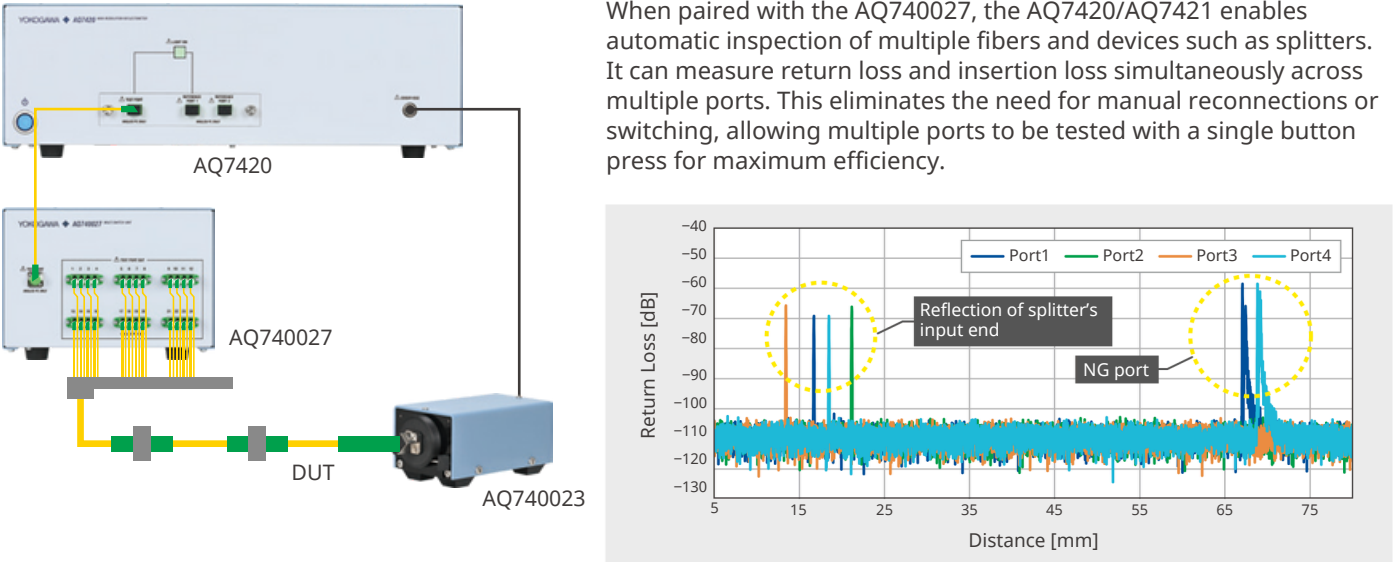 YOKOGAWA ◆ AQ7420
AQ7420
YOKOGAWA ◆ AQ740027
AQ740027
DUT
AQ740023
When paired with the AQ740027, the AQ7420/AQ7421 enables
automatic inspection of multiple fibers and devices such as splitters.
It can measure return loss and insertion loss simultaneously across
multiple ports. This eliminates the need for manual reconnections or
switching, allowing multiple ports to be tested with a single button
press for maximum efficiency.
Return Loss [dB]
−40
−50
−60
−70
−80
−90
−100
−110
−120
−130
Port1 Port2 Port3 Port4
Reflection of splitter's
input end
NG port
5 15 25 35 45 55 65 75
Distance [mm]